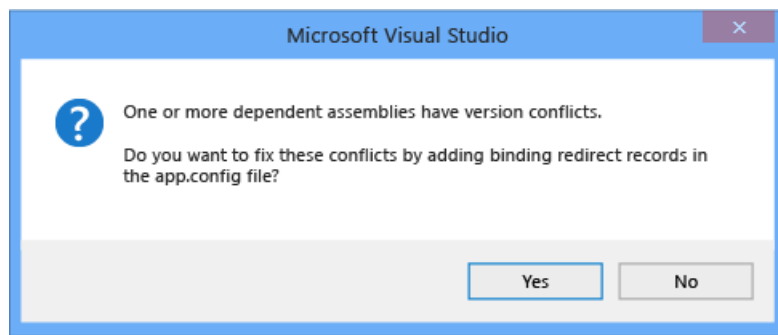 Microsoft Visual Studio
One or more dependent assemblies have version conflicts.
Do you want to fix these conflicts by adding binding redirect records in
the app.config file?
Yes
No